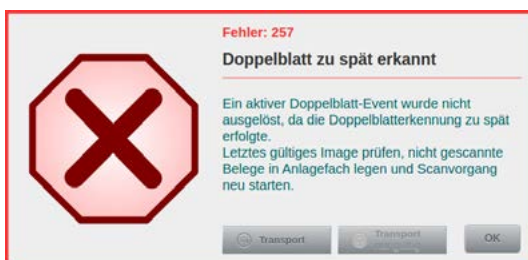 Fehler: 257
Doppelblatt zu spät erkannt
Ein aktiver Doppelblatt-Event wurde nicht
ausgelöst, da die Doppelblatterkennung zu spät
erfolgte.
Letztes gültiges Image prüfen, nicht gescannte
Belege in Anlagefach legen und Scanvorgang
neu starten.
Transport
Transport
OK